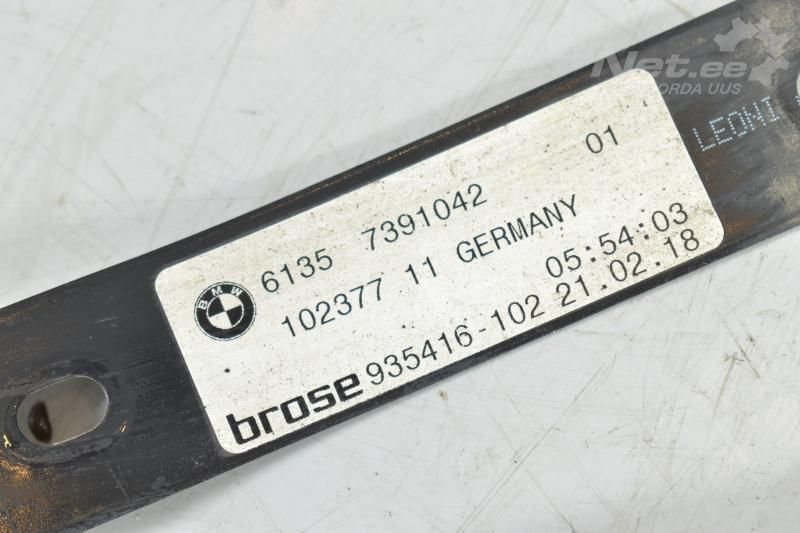 Net.ee
ORDA UUS
LEONI
01
6135 7391042
BMW
102377 11 GERMANY
05:54:03
brose 935416-102 21.02.18